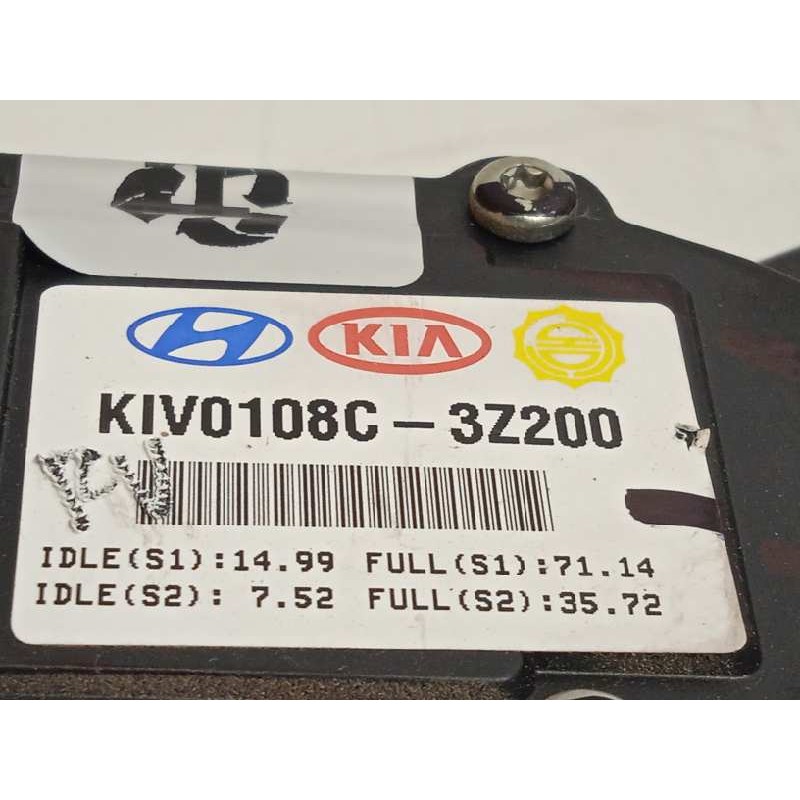 KIA
KIV0108C-3Z200
IDLE(S1):14.99 FULL(S1):71.14
IDLE(S2): 7.52 FULL(S2):35.72